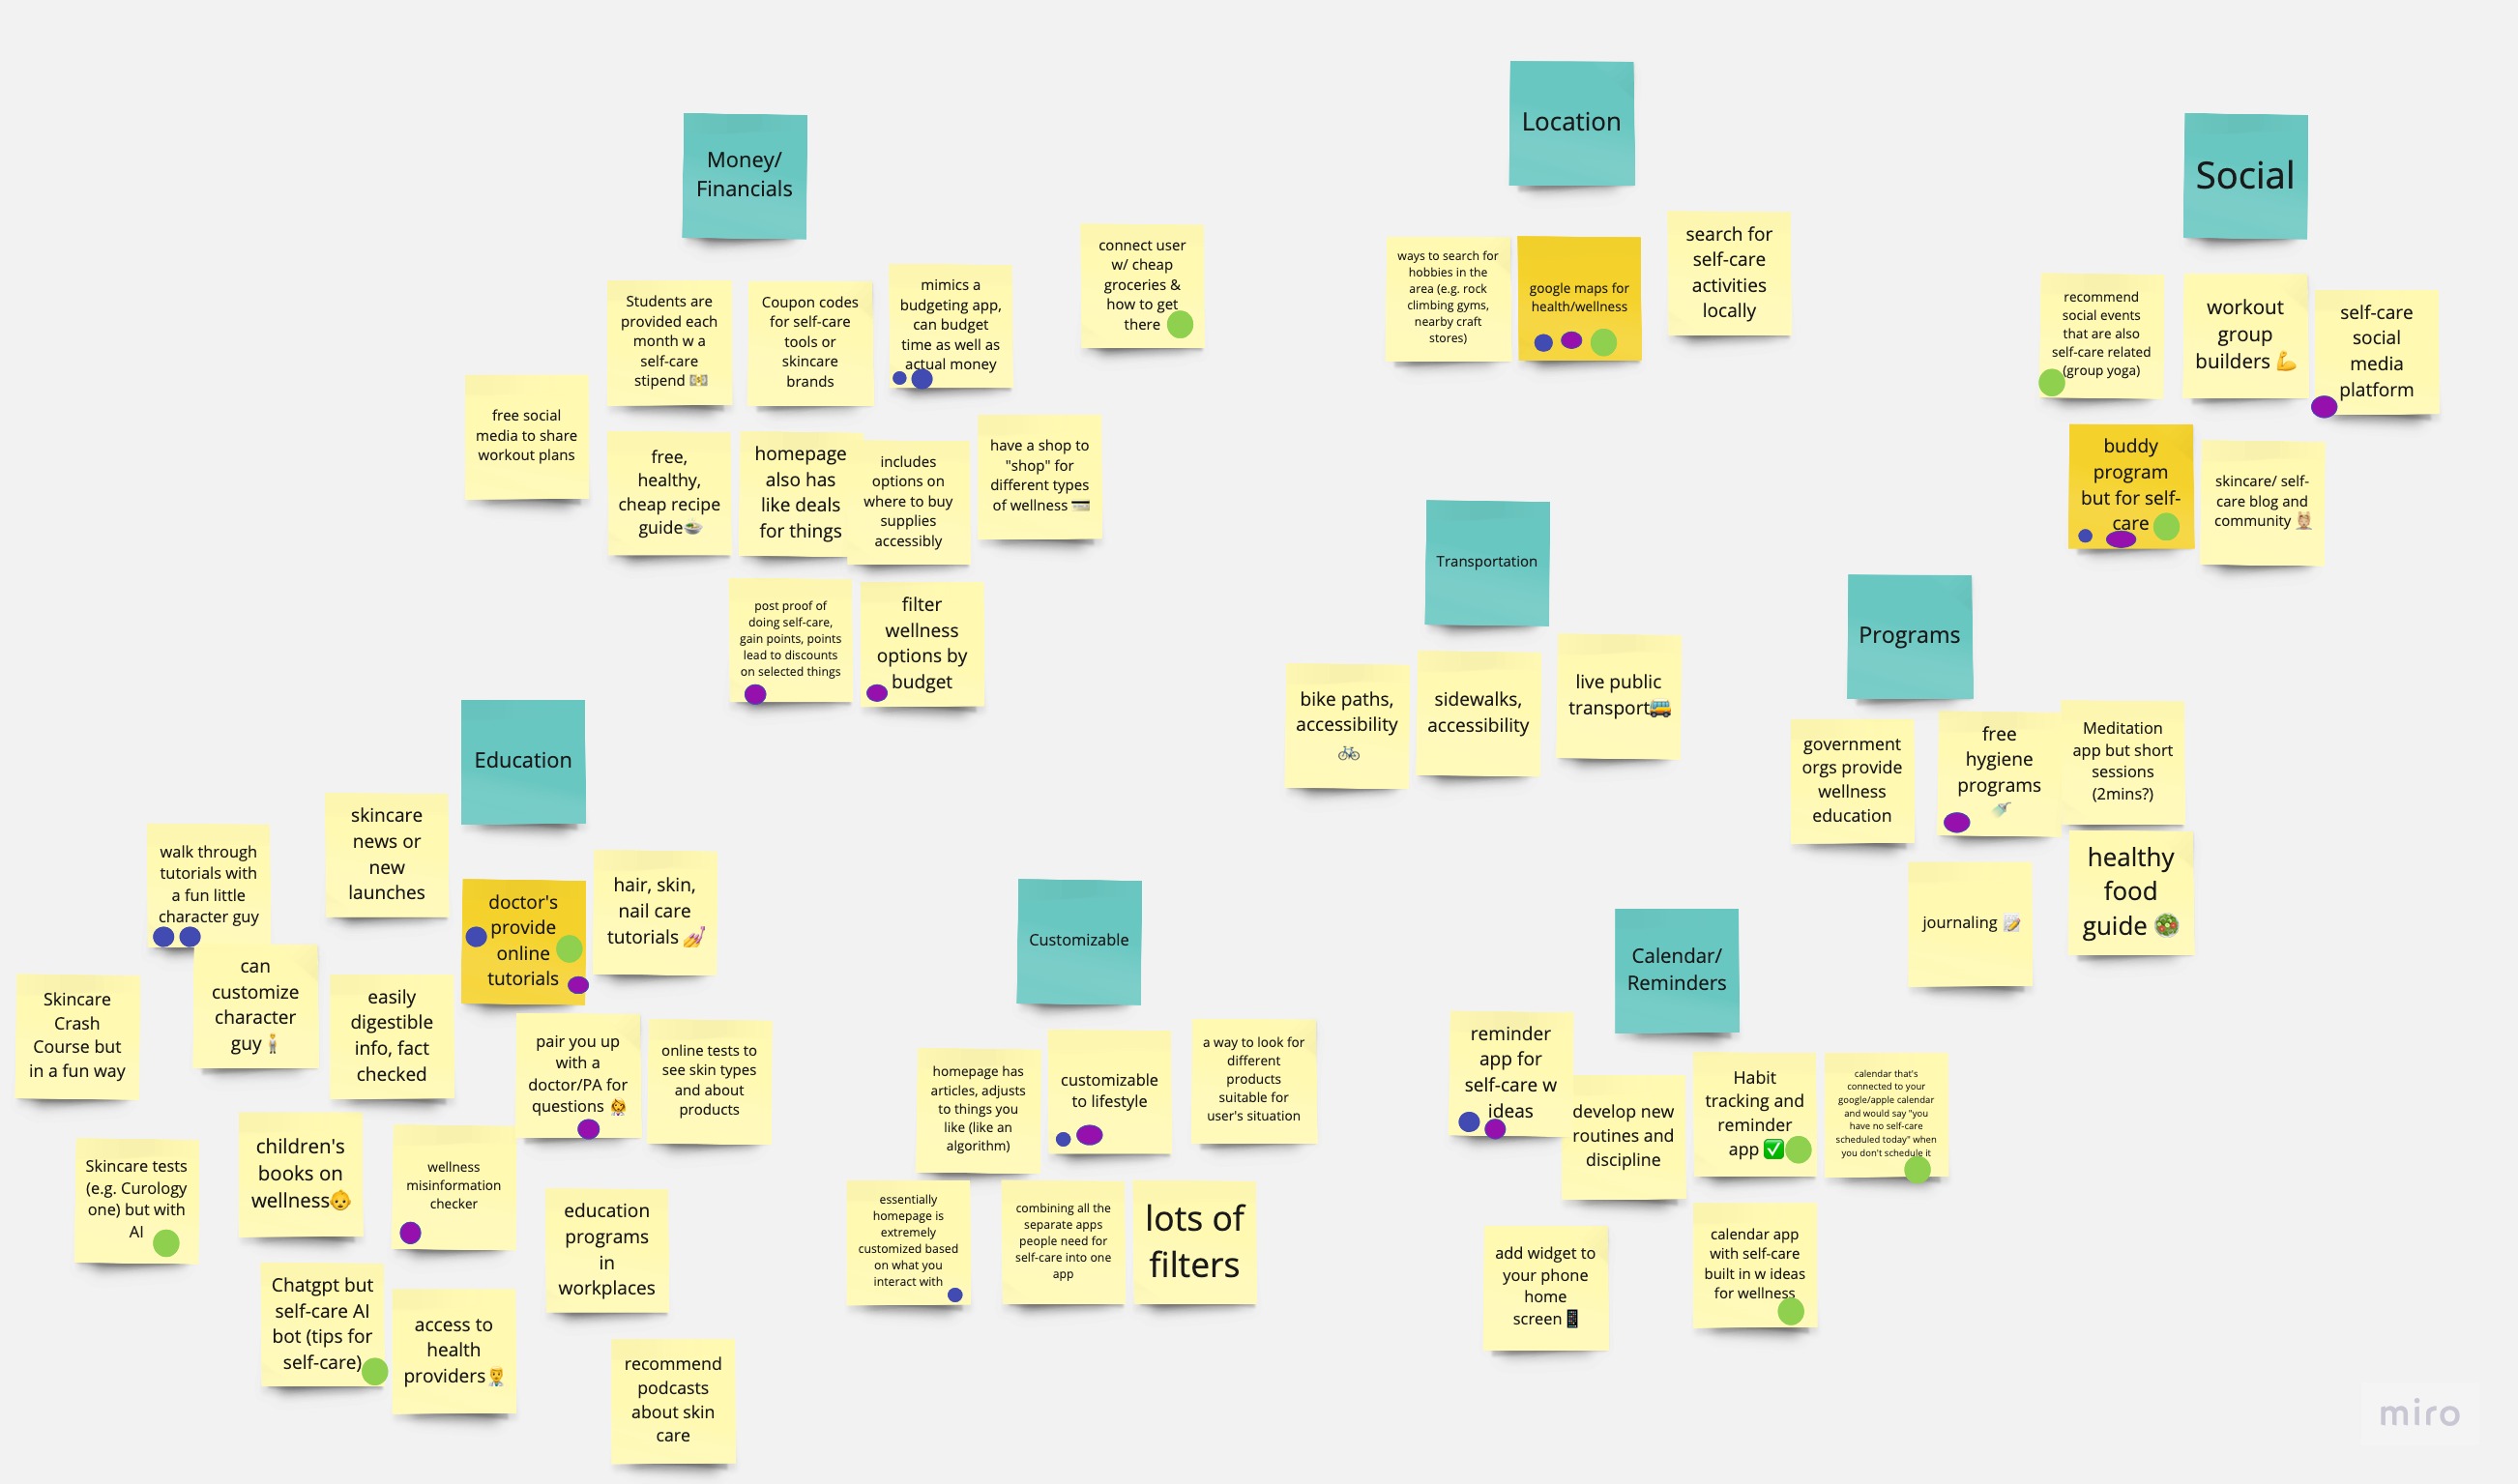 Money/
Financials
Students are
provided each
month w a
self-care
stipend 💵
Coupon codes
for self-care
tools or
skincare
brands
mimics a
budgeting app,
can budget
time as well as
actual money
connect user
w/ cheap
groceries &
how to get
there
free social
media to share
workout plans
free,
healthy,
cheap recipe
guide🥗
homepage
also has
like deals
for things
includes
options on
where to buy
supplies
accessibly
have a shop to
"shop" for
different types
of wellness 💳
post proof of
doing self-care,
gain points, points
lead to discounts
on selected things
filter
wellness
options by
budget
Location
ways to search for
hobbies in the
area (e.g. rock
climbing gyms,
nearby craft
stores)
google maps for
health/wellness
search for
self-care
activities
locally
Social
recommend
social events
that are also
self-care related
(group yoga)
workout
group
builders 💪
self-care
social
media
platform
buddy
program
but for self-
care
skincare/ self-
care blog and
community 💆
Transportation
bike paths,
accessibility
🚲
sidewalks,
accessibility
live public
transport🚌
Programs
government
orgs provide
wellness
education
free
hygiene
programs
🚿
Meditation
app but short
sessions
(2mins?)
journaling 📝
healthy
food
guide 🥗
Education
walk through
tutorials with
a fun little
character guy
skincare
news or
new
launches
doctor's
provide
online
tutorials
hair, skin,
nail care
tutorials 💅
Skincare
Crash
Course but
in a fun way
can
customize
character
guy🧍
easily
digestible
info, fact
checked
pair you up
with a
doctor/PA for
questions 👩‍⚕️
online tests to
see skin types
and about
products
Skincare tests
(e.g. Curology
one) but with
AI
children's
books on
wellness👶
wellness
misinformation
checker
education
programs
in
workplaces
Chatgpt but
self-care AI
bot (tips for
self-care)
access to
health
providers👨‍⚕️
recommend
podcasts
about skin
care
Customizable
homepage has
articles, adjusts
to things you
like (like an
algorithm)
customizable
to lifestyle
a way to look for
different
products
suitable for
user's situation
essentially
homepage is
extremely
customized based
on what you
interact with
combining all the
separate apps
people need for
self-care into one
app
lots of
filters
Calendar/
Reminders
reminder
app for
self-care w
ideas
develop new
routines and
discipline
Habit
tracking and
reminder
app ✅
calendar that's
connected to your
google/apple calendar
and would say "you
have no self-care
scheduled today" when
you don't schedule it
add widget to
your phone
home
screen📱
calendar app
with self-care
built in w ideas
for wellness
miro